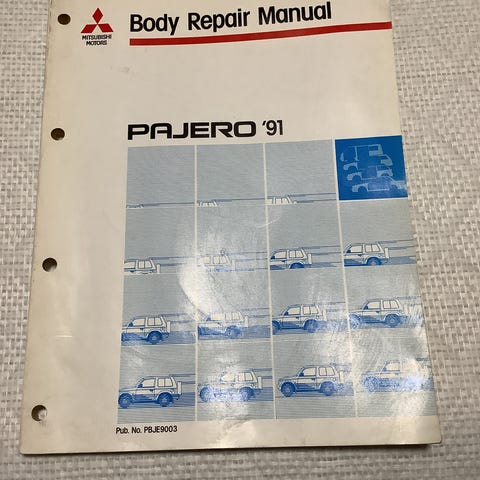 Body Repair Manual
MITSUBISHI
MOTORS
PAJERO '91
Pub. No. PBJE9003